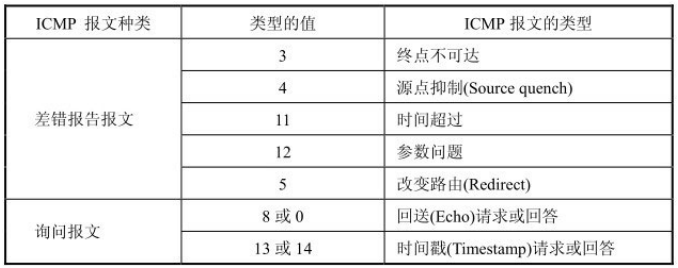 ICMP 报文种类 类型的值 ICMP 报文的类型
差错报告报文 3 终点不可达
4 源点抑制(Source quench)
11 时间超过
12 参数问题
5 改变路由(Redirect)
询问报文 8 或 0 回送(Echo)请求或回答
13 或 14 时间戳(Timestamp)请求或回答